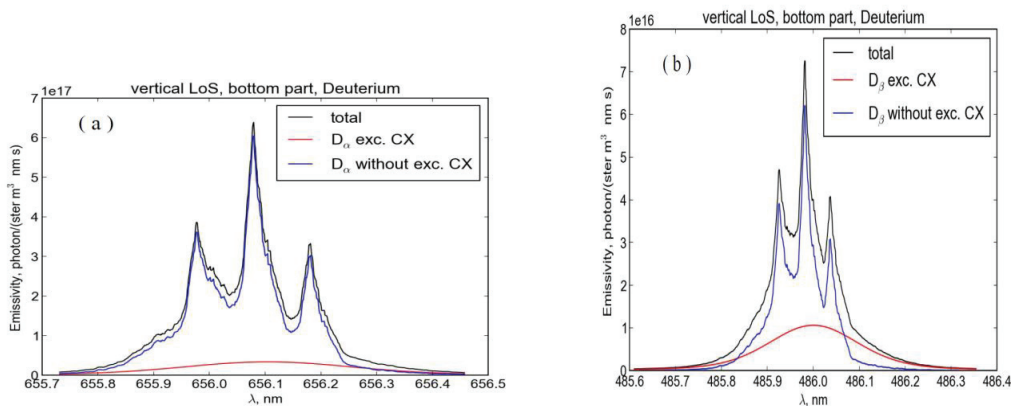 vertical LoS, bottom part, Deuterium
1e17
( a )
total
Dα exc. CX
Dα without exc. CX
Emissivity, photon/(ster m³ nm s)
7
6
5
4
3
2
1
0
655.7 655.8 655.9 656.0 656.1 656.2 656.3 656.4 656.5
λ, nm
vertical LoS, bottom part, Deuterium
1e16
( b )
total
Dβ exc. CX
Dβ without exc. CX
Emissivity, photon/(ster m³ nm s)
8
7
6
5
4
3
2
1
0
485.6 485.7 485.8 485.9 486.0 486.1 486.2 486.3 486.4
λ, nm